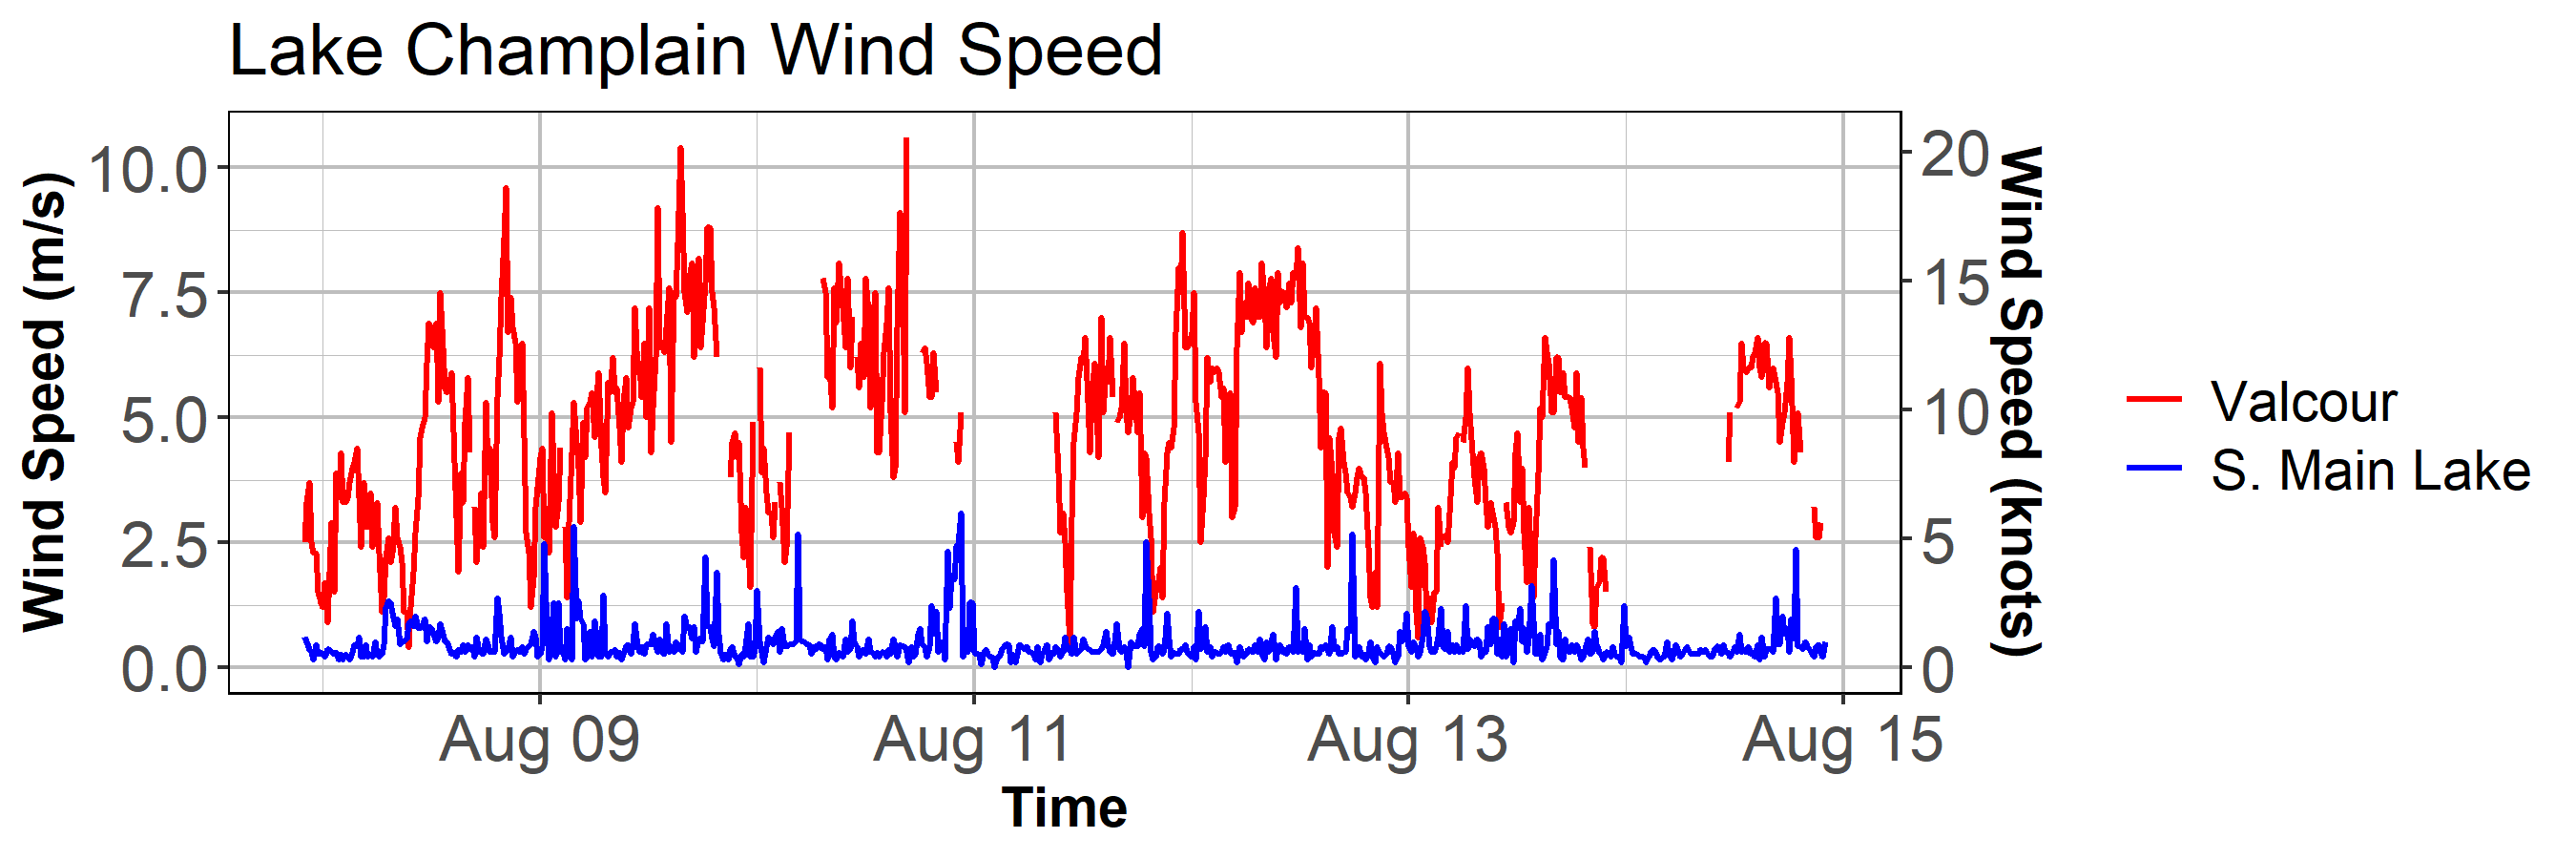 Lake Champlain Wind Speed
Wind Speed (m/s)
10.0
7.5
5.0
2.5
0.0
20
15
10
5
0
Wind Speed (knots)
Aug 09
Aug 11
Aug 13
Aug 15
Time
Valcour
S. Main Lake